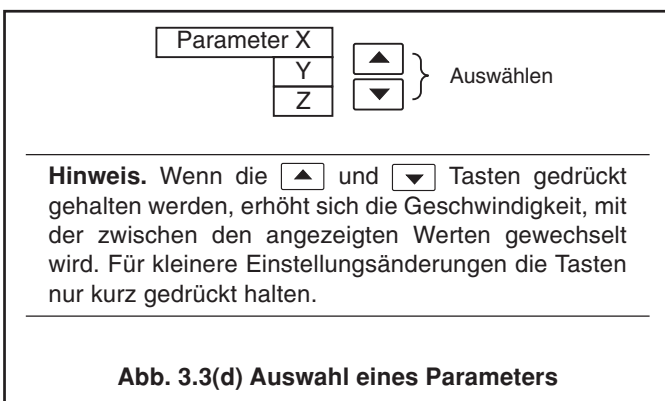 Parameter X
Y
Z
Auswählen
Hinweis. Wenn die ▲ und ▼ Tasten gedrückt
gehalten werden, erhöht sich die Geschwindigkeit, mit
der zwischen den angezeigten Werten gewechselt
wird. Für kleinere Einstellungsänderungen die Tasten
nur kurz gedrückt halten.
Abb. 3.3(d) Auswahl eines Parameters